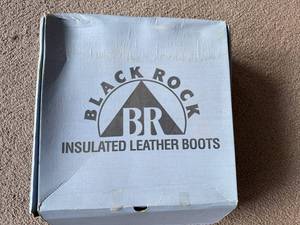 BLACK ROCK
BR
INSULATED LEATHER BOOTS